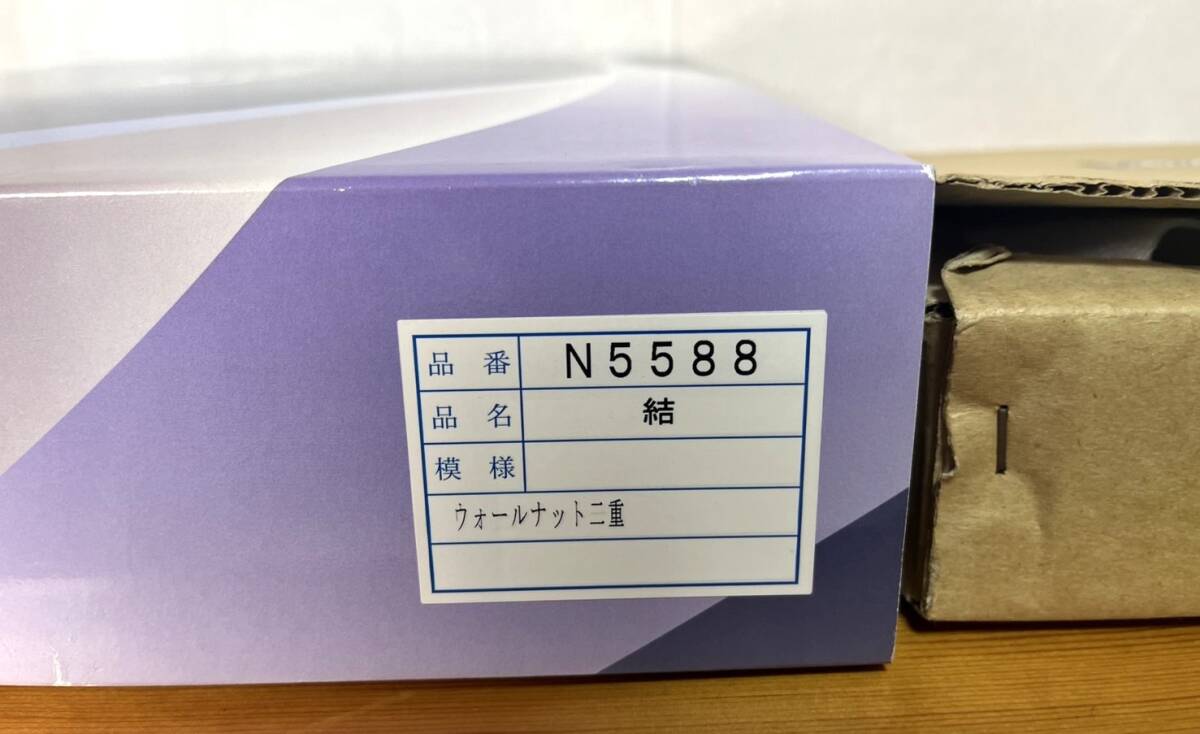 品番 N5588
品名 結
模様
ウォールナット二重